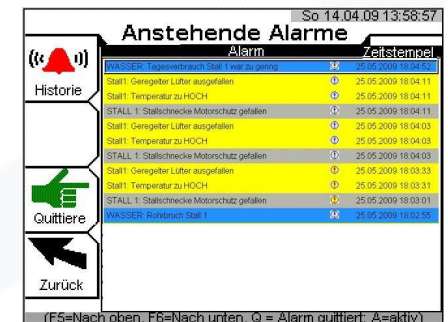 So 14.04.09 13:58:57
Anstehende Alarme
Alarm Zeitstempel
WASSER: Tagesverbrauch Stall 1 war zu gering 25.05.2009 18:04:52
Stall1: Geregelter Lüfter ausgefallen 25.05.2009 18:04:11
Stall1: Temperatur zu HOCH 25.05.2009 18:04:11
STALL 1: Stallschnecke Motorschutz gefallen 25.05.2009 18:04:11
Stall1: Geregelter Lüfter ausgefallen 25.05.2009 18:04:03
Stall1: Temperatur zu HOCH 25.05.2009 18:04:03
STALL 1: Stallschnecke Motorschutz gefallen 25.05.2009 18:04:03
Stall1: Geregelter Lüfter ausgefallen 25.05.2009 18:03:33
Stall1: Temperatur zu HOCH 25.05.2009 18:03:31
STALL 1: Stallschnecke Motorschutz gefallen 25.05.2009 18:03:01
WASSER: Rohrbruch Stall 1 25.05.2009 18:02:55
Historie
Quittiere
Zurück
(F5=Nach oben, F6=Nach unten, Q = Alarm quittiert; A=aktiv)